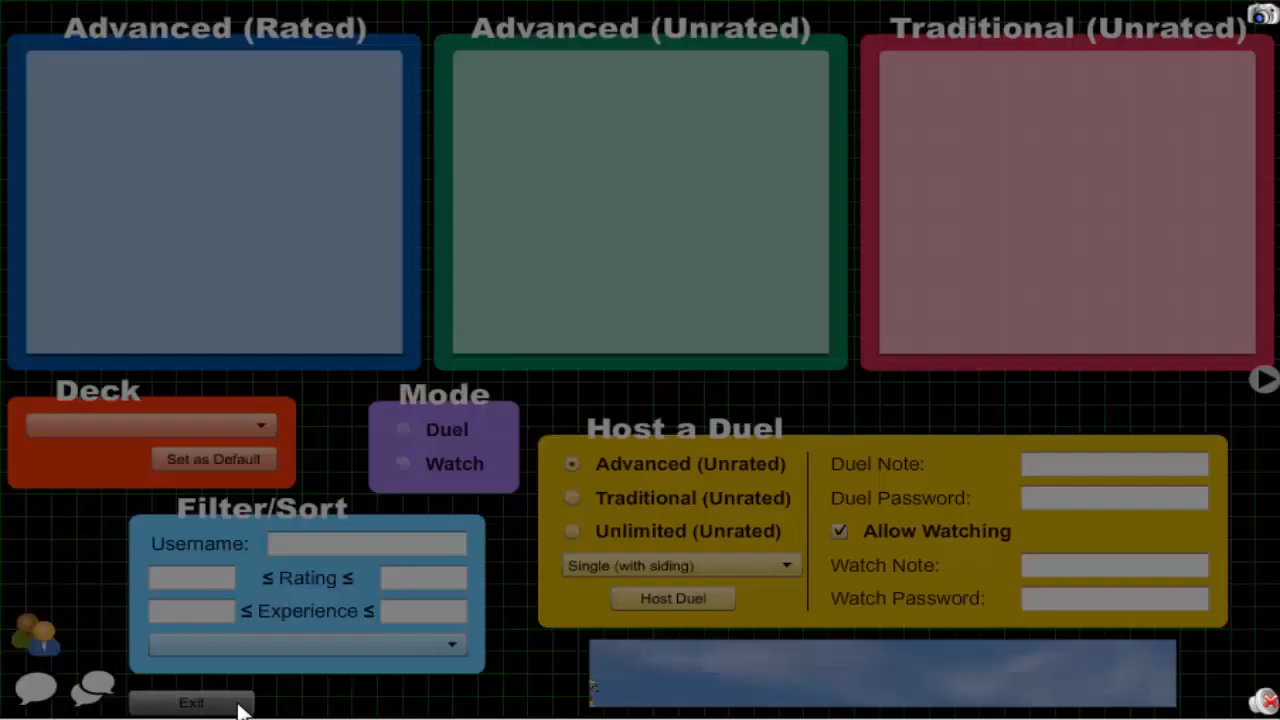 Advanced (Rated)
Advanced (Unrated)
Traditional (Unrated)
Deck
Set as Default
Mode
Duel
Watch
Filter/Sort
Username:
≤ Rating ≤
≤ Experience ≤
Exit
Host a Duel
Advanced (Unrated)
Traditional (Unrated)
Unlimited (Unrated)
Single (with siding)
Host Duel
Duel Note:
Duel Password:
Allow Watching
Watch Note:
Watch Password: